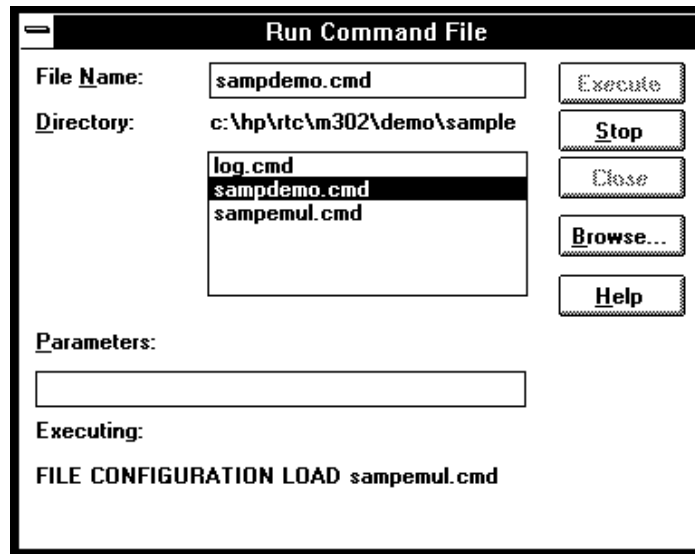 Run Command File
File Name:
sampdemo.cmd
Execute
Directory:
c:\hp\rtc\m302\demo\sample
Stop
log.cmd
sampdemo.cmd
sampemul.cmd
Close
Browse...
Help
Parameters:
Executing:
FILE CONFIGURATION LOAD sampemul.cmd